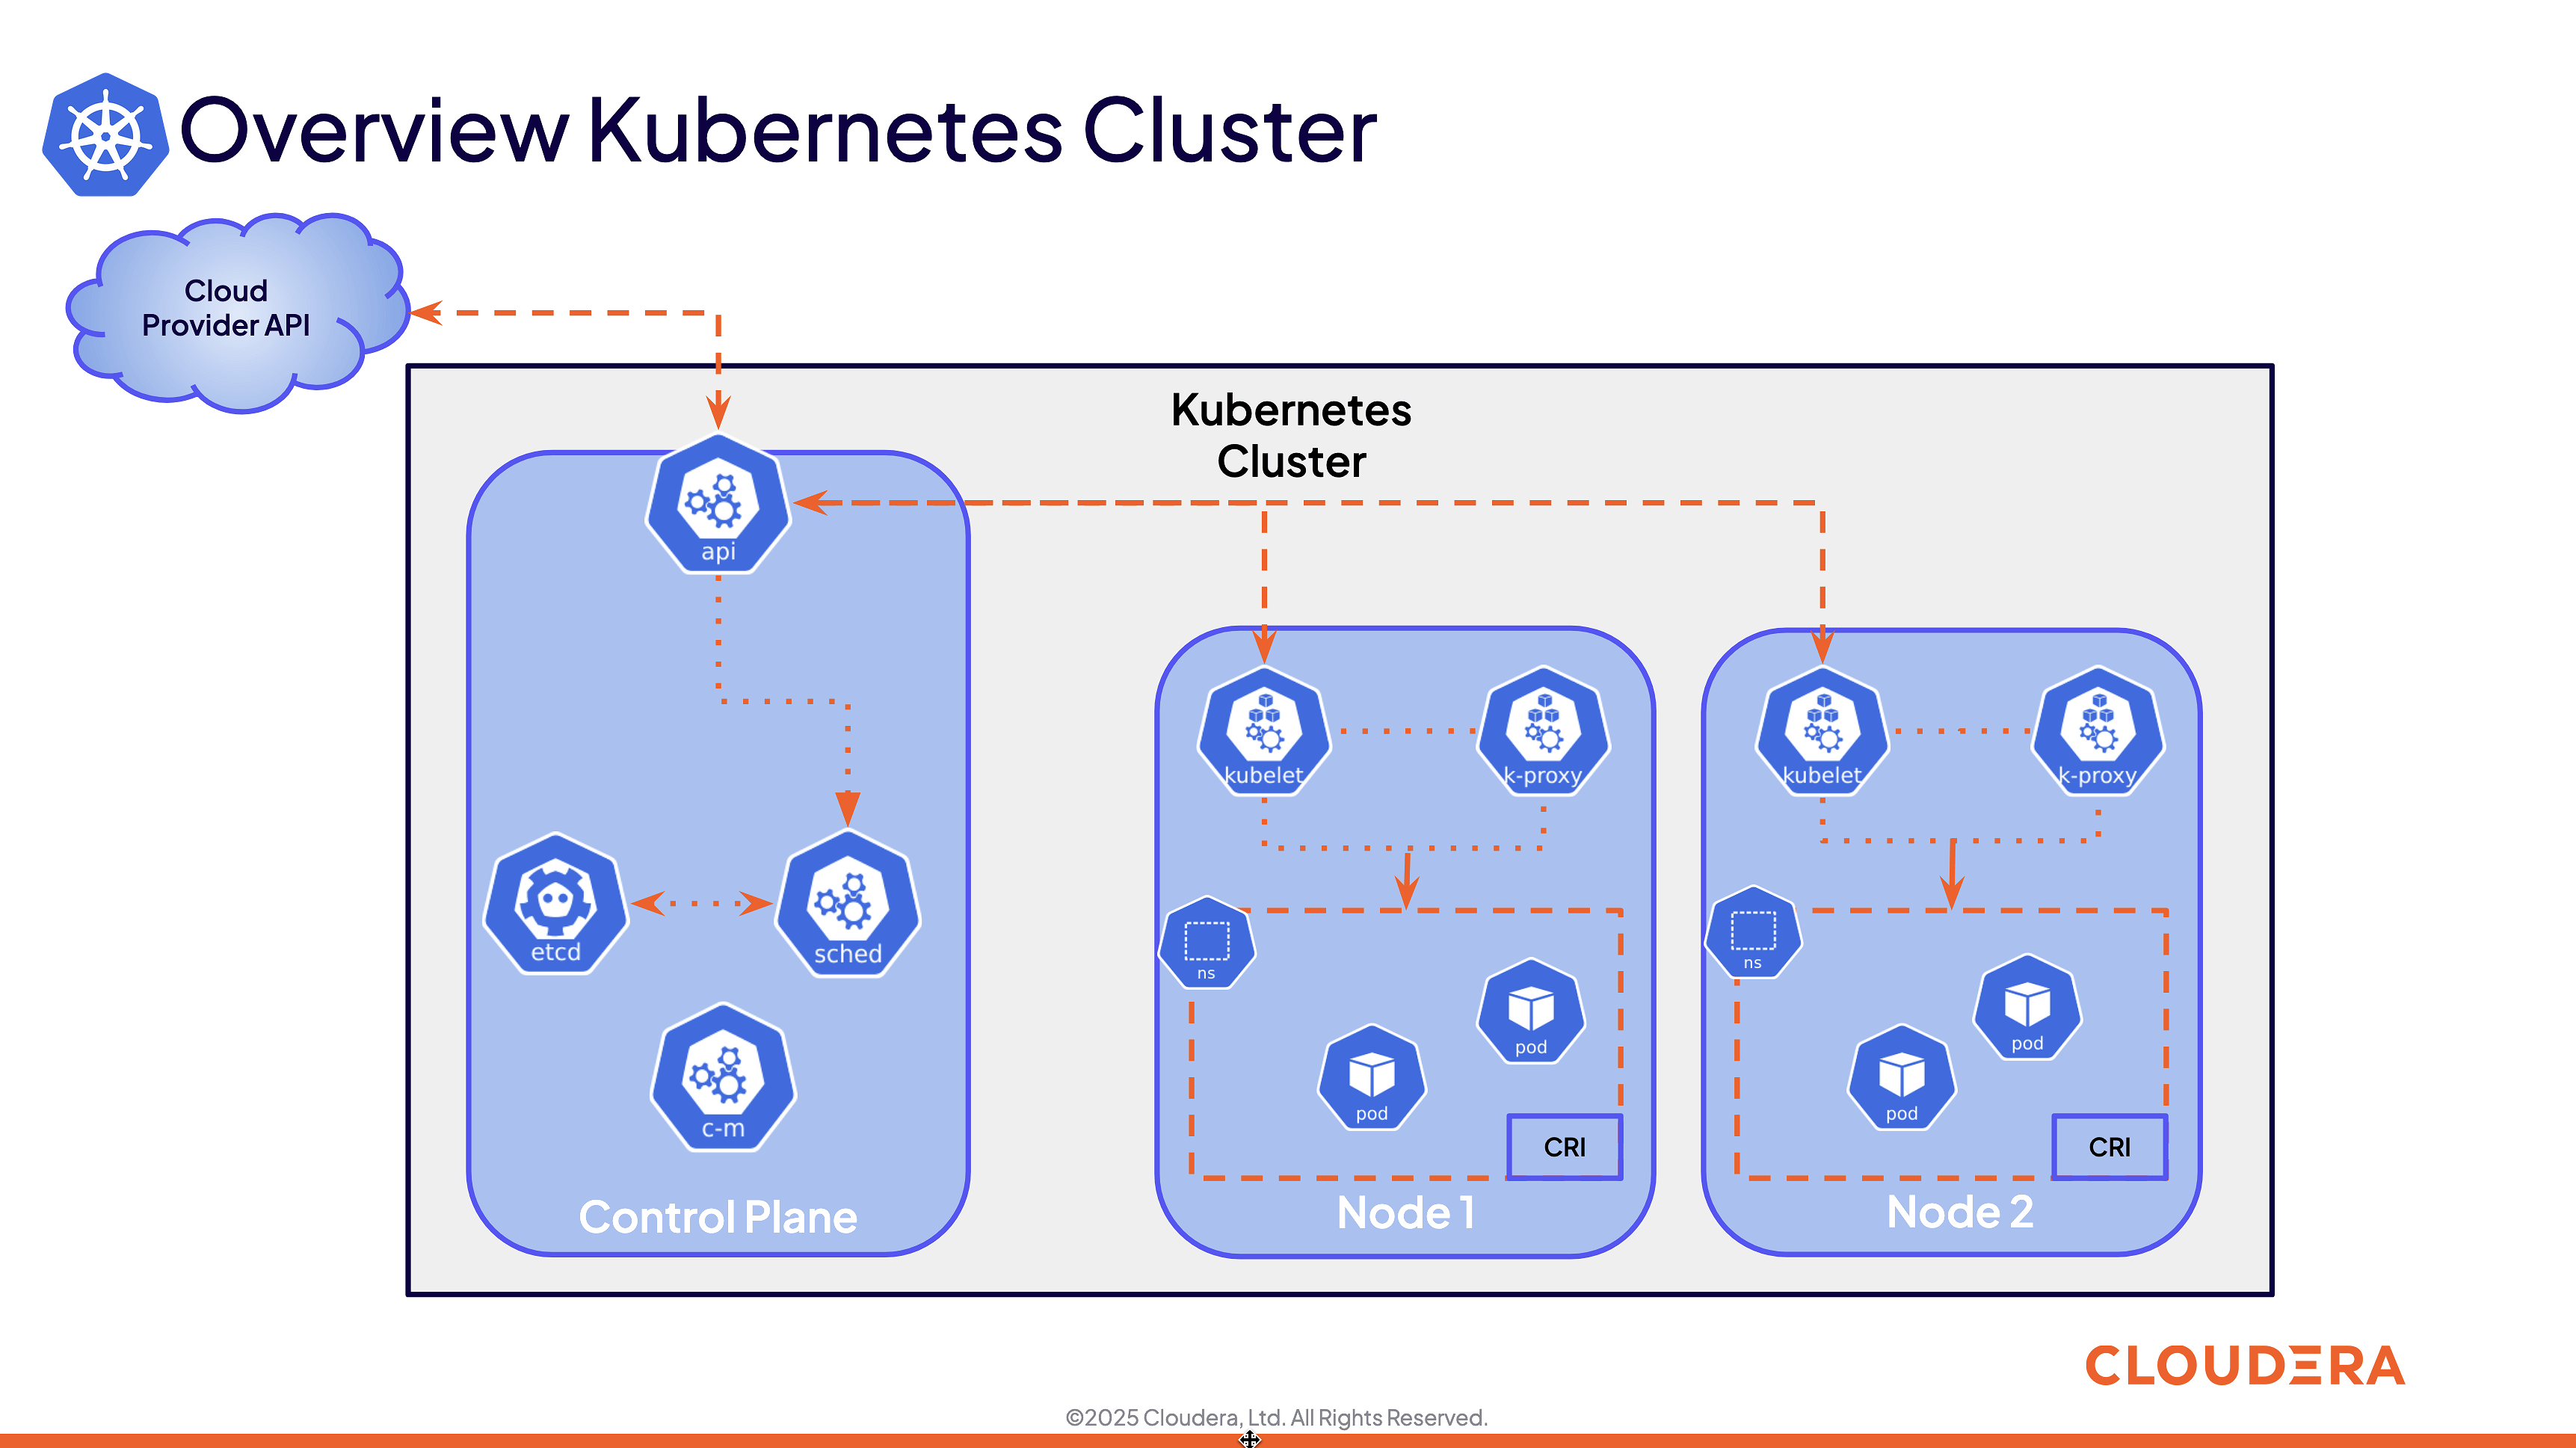 Overview Kubernetes Cluster
Cloud
Provider API
Kubernetes
Cluster
api
etcd
sched
c-m
Control Plane
kubelet
k-proxy
ns
pod
pod
CRI
Node 1
kubelet
k-proxy
ns
pod
pod
CRI
Node 2
CLOUDERA
©2025 Cloudera, Ltd. All Rights Reserved.